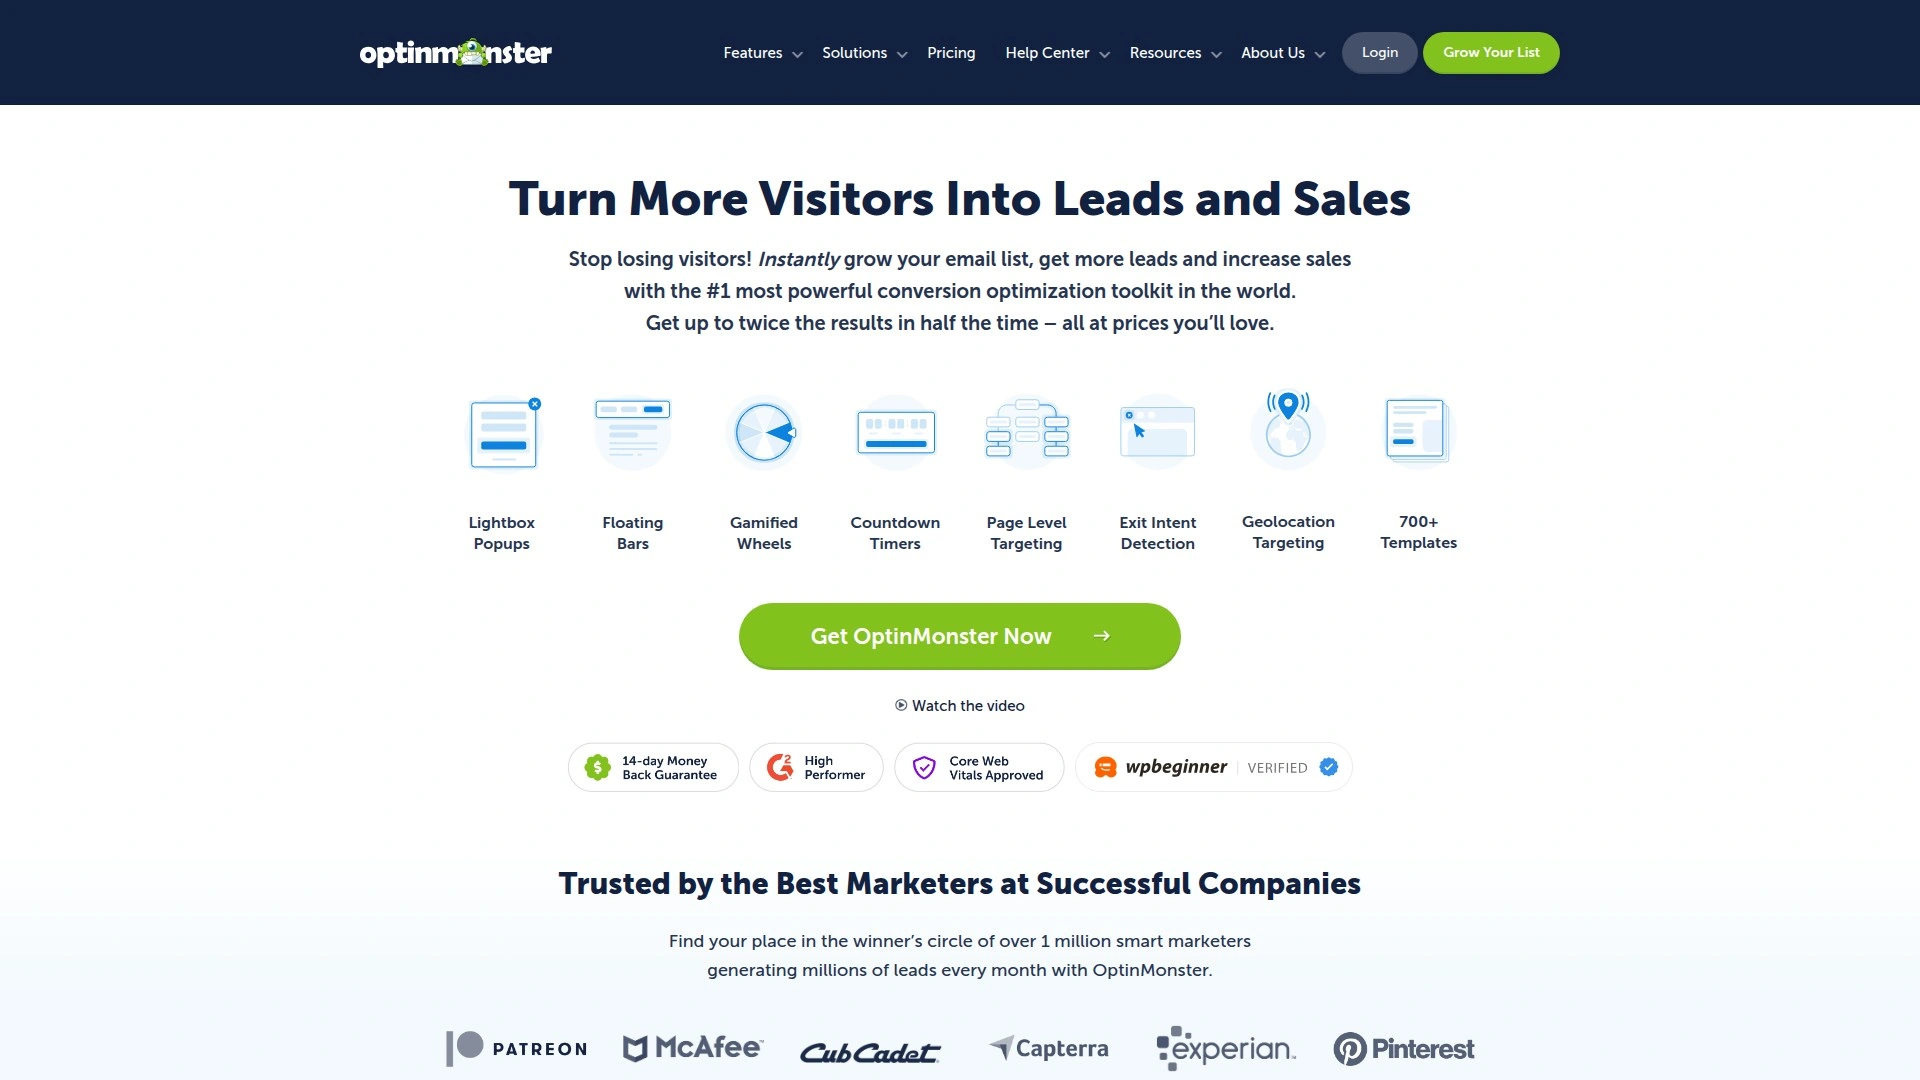 optinmonster
Features
Solutions
Pricing
Help Center
Resources
About Us
Login
Grow Your List
Turn More Visitors Into Leads and Sales
Stop losing visitors! Instantly grow your email list, get more leads and increase sales
with the #1 most powerful conversion optimization toolkit in the world.
Get up to twice the results in half the time – all at prices you’ll love.
Lightbox
Popups
Floating
Bars
Gamified
Wheels
Countdown
Timers
Page Level
Targeting
Exit Intent
Detection
Geolocation
Targeting
700+
Templates
Get OptinMonster Now →
Watch the video
14-day Money
Back Guarantee
High
Performer
Core Web
Vitals Approved
wpbeginner VERIFIED
Trusted by the Best Marketers at Successful Companies
Find your place in the winner’s circle of over 1 million smart marketers
generating millions of leads every month with OptinMonster.
PATREON
McAfee™
Cub Cadet
Capterra
experian™
Pinterest